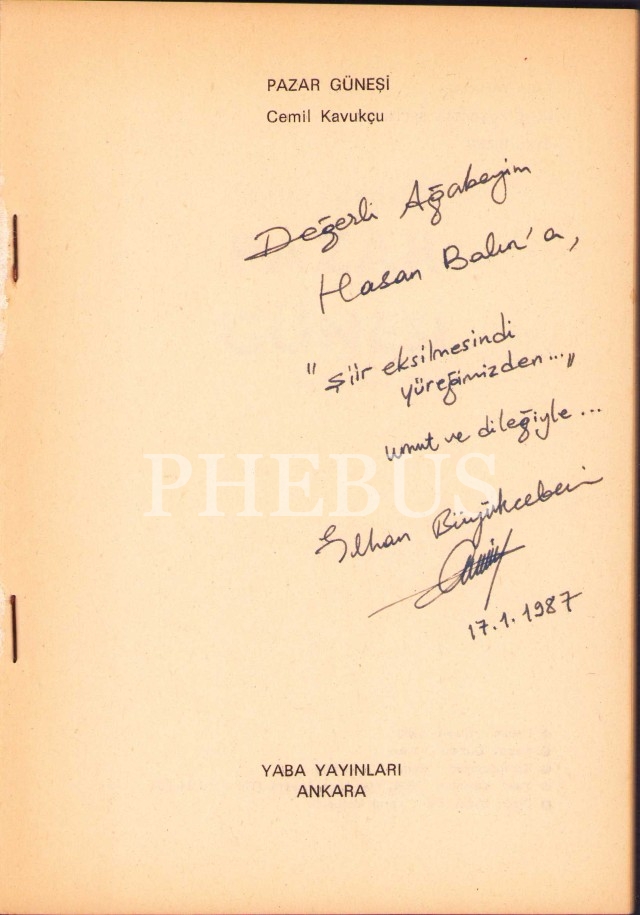 PAZAR GÜNEŞİ
Cemil Kavukçu
Değerli Ağabeyim
Hasan Balın'a,
"Şiir eksilmesindi
yüreğimizden..."
umut ve dileğiyle...
PHEBUS
İlhan Büyükcebeci
17.1.1987
YABA YAYINLARI
ANKARA